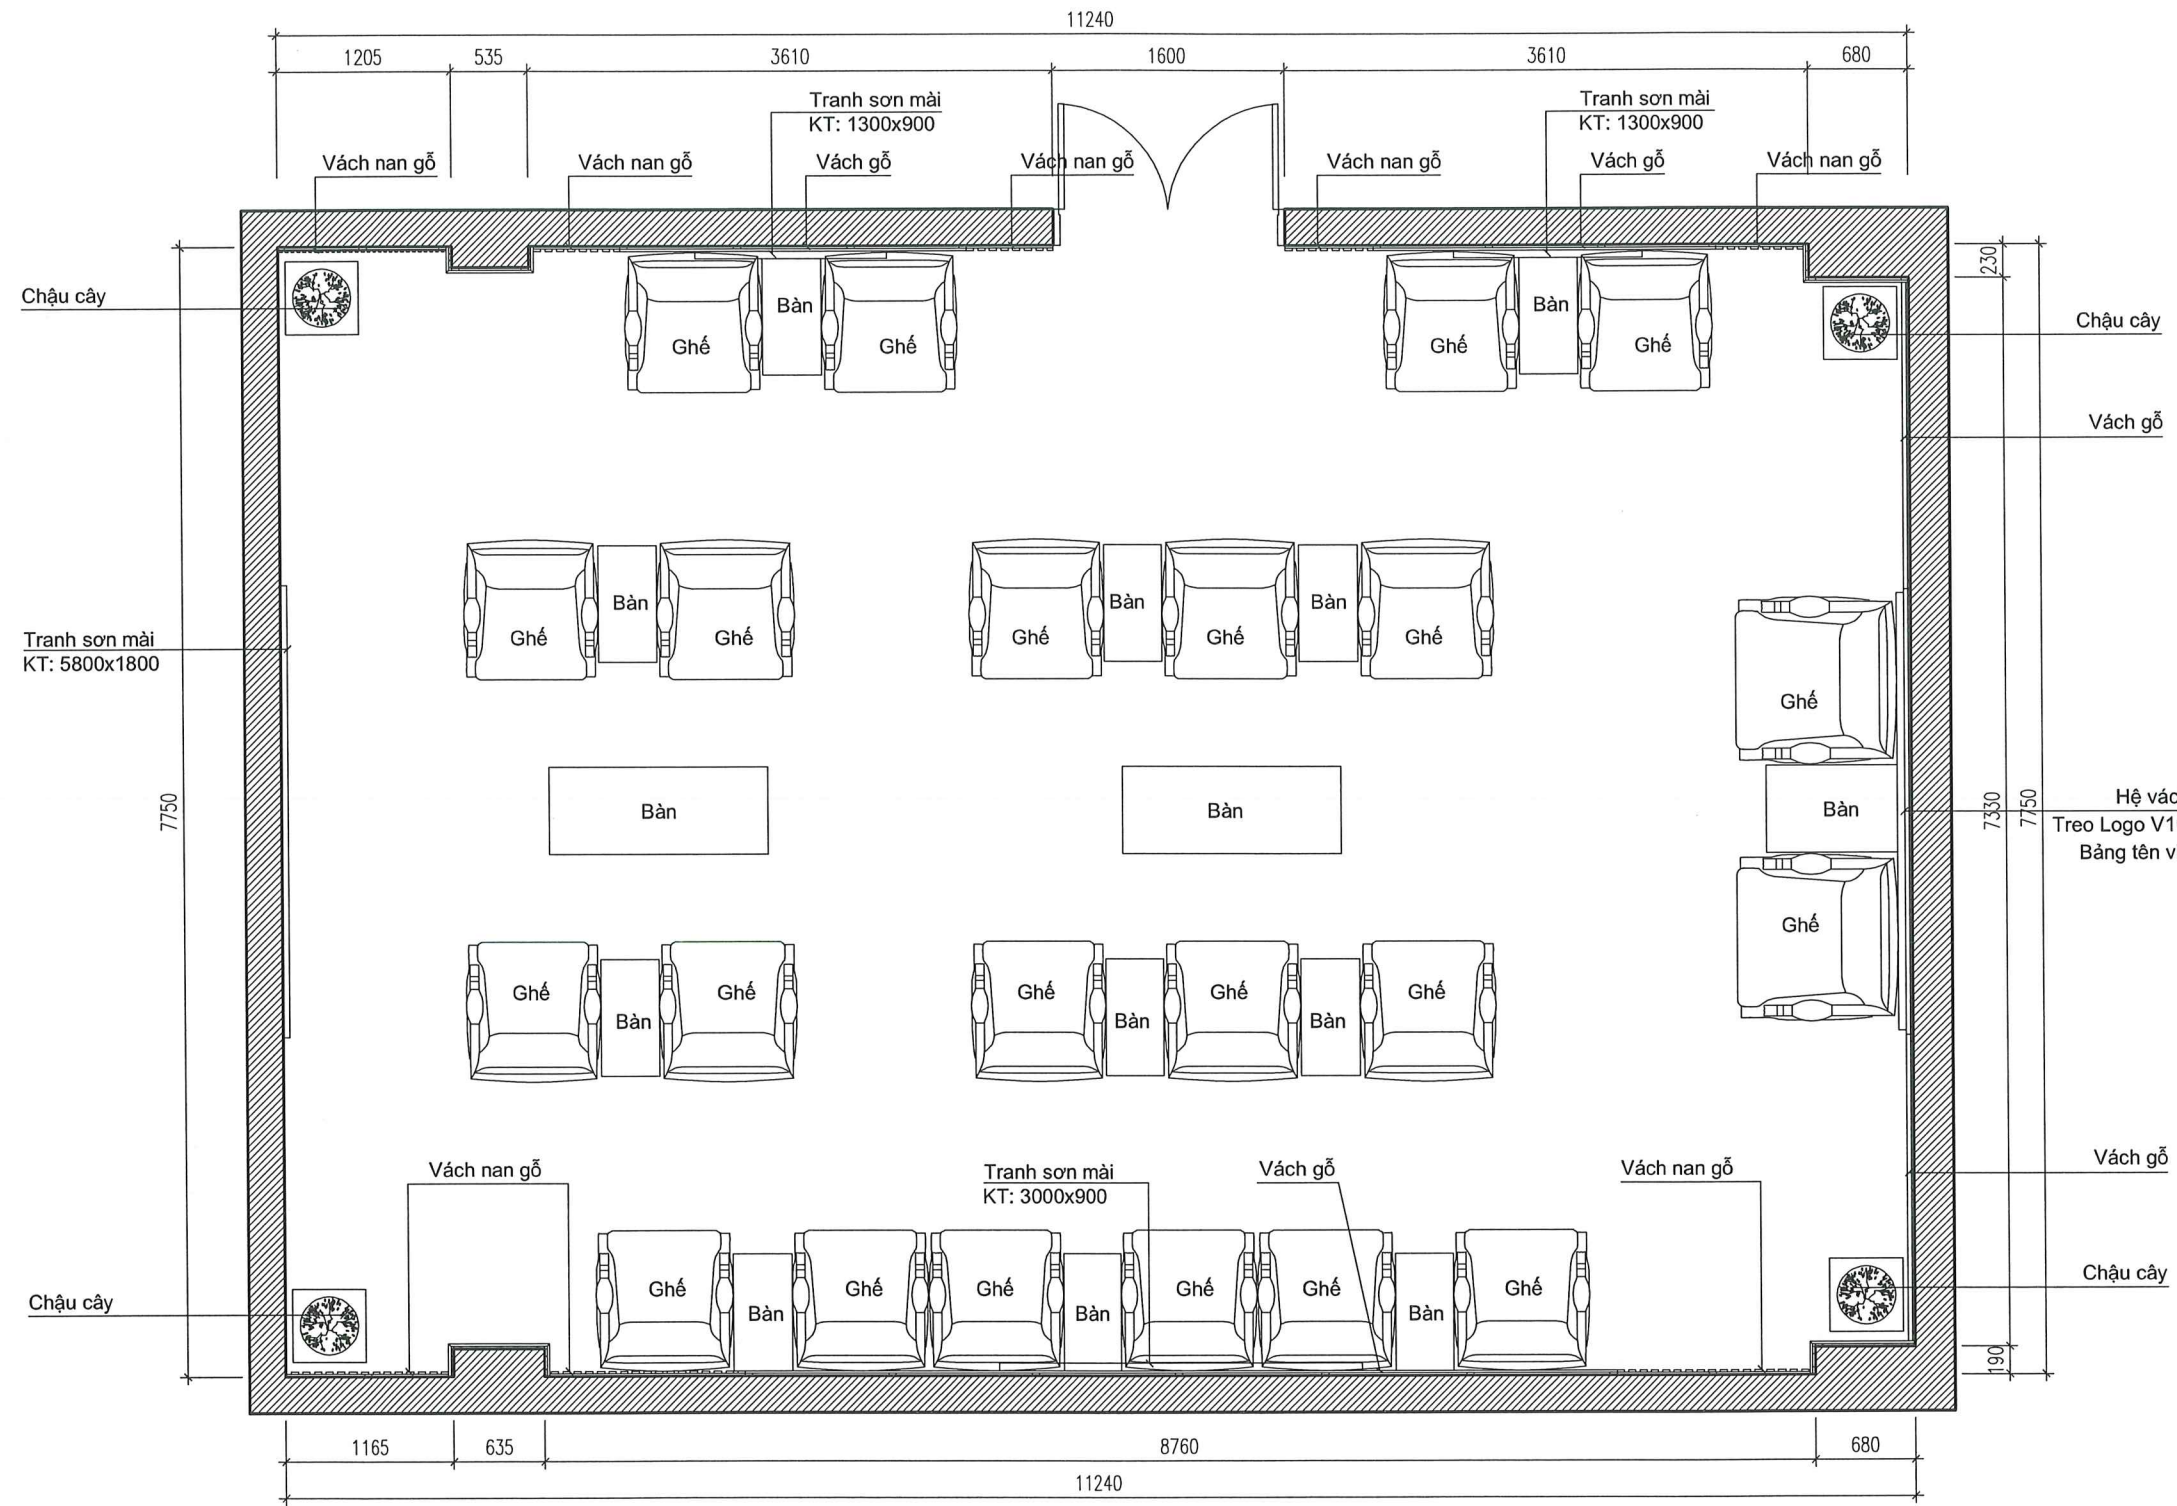 11240
1205 535 3610 1600 3610 680
Tranh sơn mài
KT: 1300x900
Tranh sơn mài
KT: 1300x900
Vách nan gỗ Vách nan gỗ Vách gỗ Vách nan gỗ Vách nan gỗ Vách gỗ Vách nan gỗ
230
Chậu cây
Bàn Bàn
Chậu cây
Ghế Ghế Ghế Ghế
Vách gỗ
Bàn Bàn Bàn
Ghế Ghế Ghế Ghế Ghế
Tranh sơn mài
KT: 5800x1800
Ghế
7750
Bàn Bàn Bàn
7330
7750
Hệ vác
Treo Logo V1
Bảng tên v
Ghế
Ghế Ghế Ghế Ghế Ghế
Bàn Bàn Bàn
Vách nan gỗ
Tranh sơn mài
KT: 3000x900
Vách gỗ
Vách nan gỗ
Vách gỗ
Chậu cây
Ghế Ghế Ghế Ghế Ghế Ghế
Chậu cây
Bàn Bàn Bàn
190
1165 635 8760 680
11240